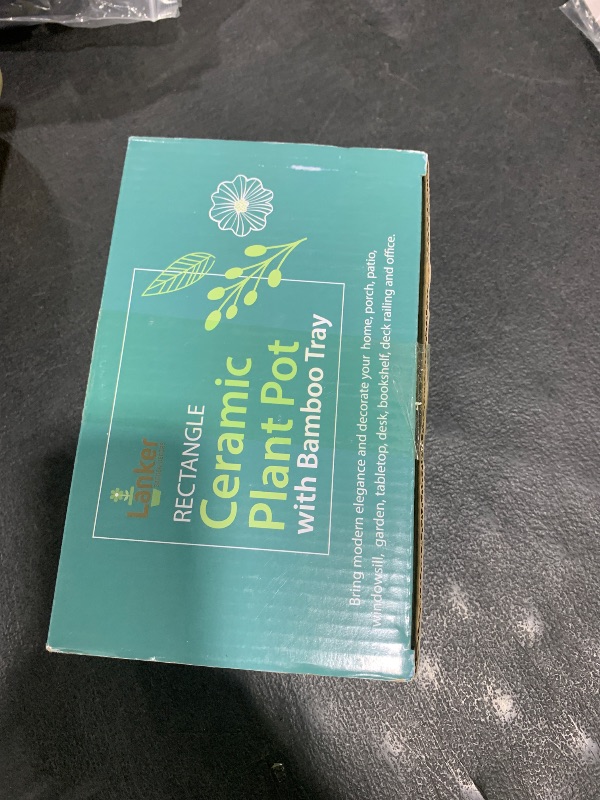 Lanker
RECTANGLE
Ceramic
Plant Pot
with Bamboo Tray
Bring modern elegance and decorate your home, porch, patio,
windowsill, garden, tabletop, desk, bookshelf, deck railing and office.